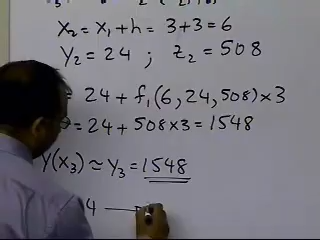 x₂ = x₁ + h = 3 + 3 = 6
y₂ = 24 ; z₂ = 508
= 24 + f₁(6, 24, 508) × 3
= 24 + 508 × 3 = 1548
y(x₃) ≈ y₃ = 1548
4